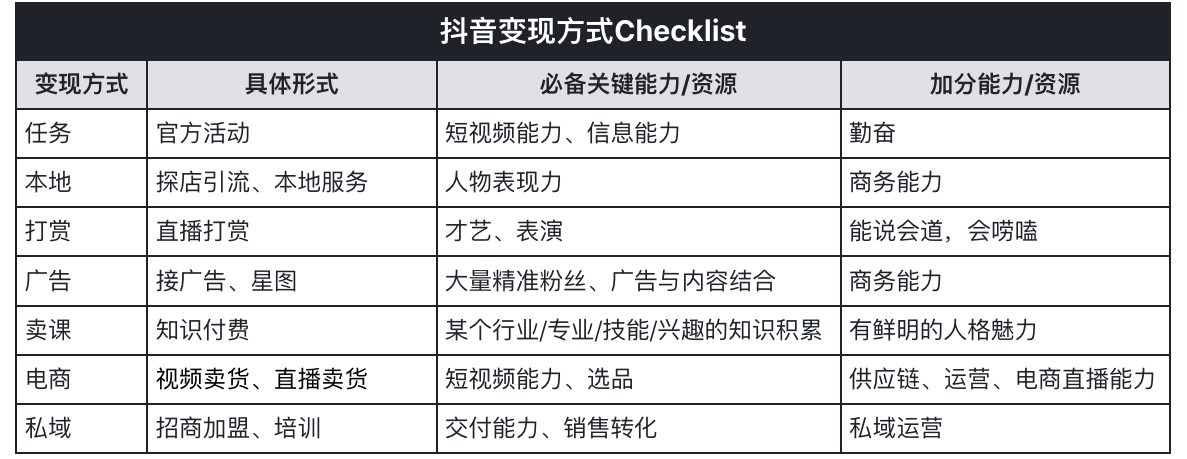 抖音变现方式Checklist
变现方式 具体形式 必备关键能力/资源 加分能力/资源
任务 官方活动 短视频能力、信息能力 勤奋
本地 探店引流、本地服务 人物表现力 商务能力
打赏 直播打赏 才艺、表演 能说会道，会唠嗑
广告 接广告、星图 大量精准粉丝、广告与内容结合 商务能力
卖课 知识付费 某个行业/专业/技能/兴趣的知识积累 有鲜明的人格魅力
电商 视频卖货、直播卖货 短视频能力、选品 供应链、运营、电商直播能力
私域 招商加盟、培训 交付能力、销售转化 私域运营